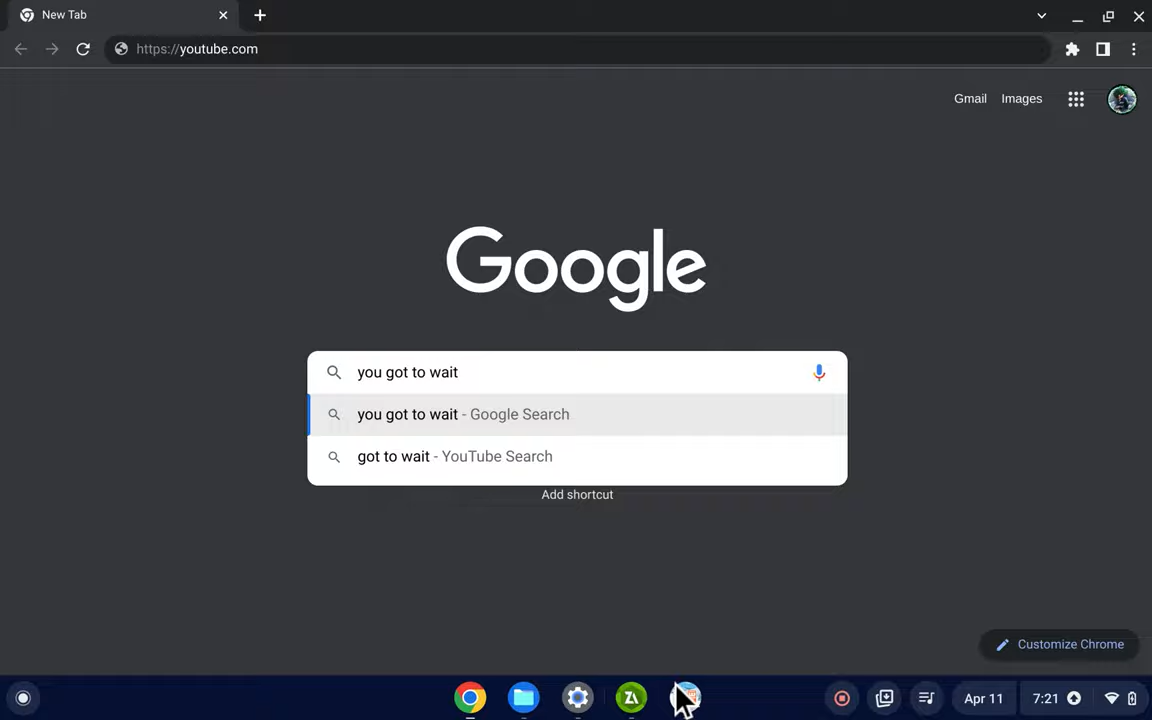 New Tab
https://youtube.com
Gmail Images
Google
you got to wait
you got to wait - Google Search
got to wait - YouTube Search
Add shortcut
Customize Chrome
Apr 11 7:21